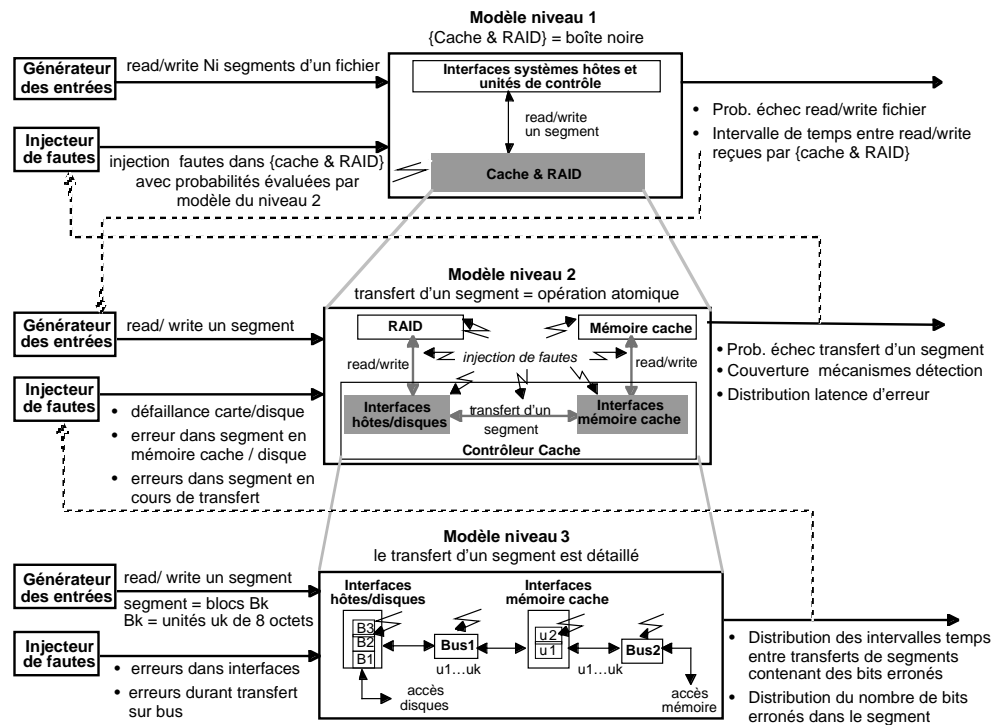 Modèle niveau 1
{Cache & RAID} = boîte noire
Générateur
des entrées
read/write Ni segments d'un fichier
Interfaces systèmes hôtes et
unités de contrôle
read/write
un segment
Cache & RAID
Injecteur
de fautes
injection fautes dans {cache & RAID}
avec probabilités évaluées par
modèle du niveau 2
• Prob. échec read/write fichier
• Intervalle de temps entre read/write
reçues par {cache & RAID}
Modèle niveau 2
transfert d'un segment = opération atomique
Générateur
des entrées
read/ write un segment
RAID
Mémoire cache
read/write
injection de fautes
read/write
Interfaces
hôtes/disques
transfert d'un
segment
Interfaces
mémoire cache
Contrôleur Cache
Injecteur
de fautes
• défaillance carte/disque
• erreur dans segment en
mémoire cache / disque
• erreurs dans segment en
cours de transfert
• Prob. échec transfert d'un segment
• Couverture mécanismes détection
• Distribution latence d'erreur
Modèle niveau 3
le transfert d'un segment est détaillé
Générateur
des entrées
read/ write un segment
segment = blocs Bk
Bk = unités uk de 8 octets
Injecteur
de fautes
• erreurs dans interfaces
• erreurs durant transfert
sur bus
Interfaces
hôtes/disques
B3
B2
B1
Bus1
u1...uk
accès
disques
Interfaces
mémoire cache
u2
u1
u1...uk
Bus2
accès
mémoire
• Distribution des intervalles temps
entre transferts de segments
contenant des bits erronés
• Distribution du nombre de bits
erronés dans le segment